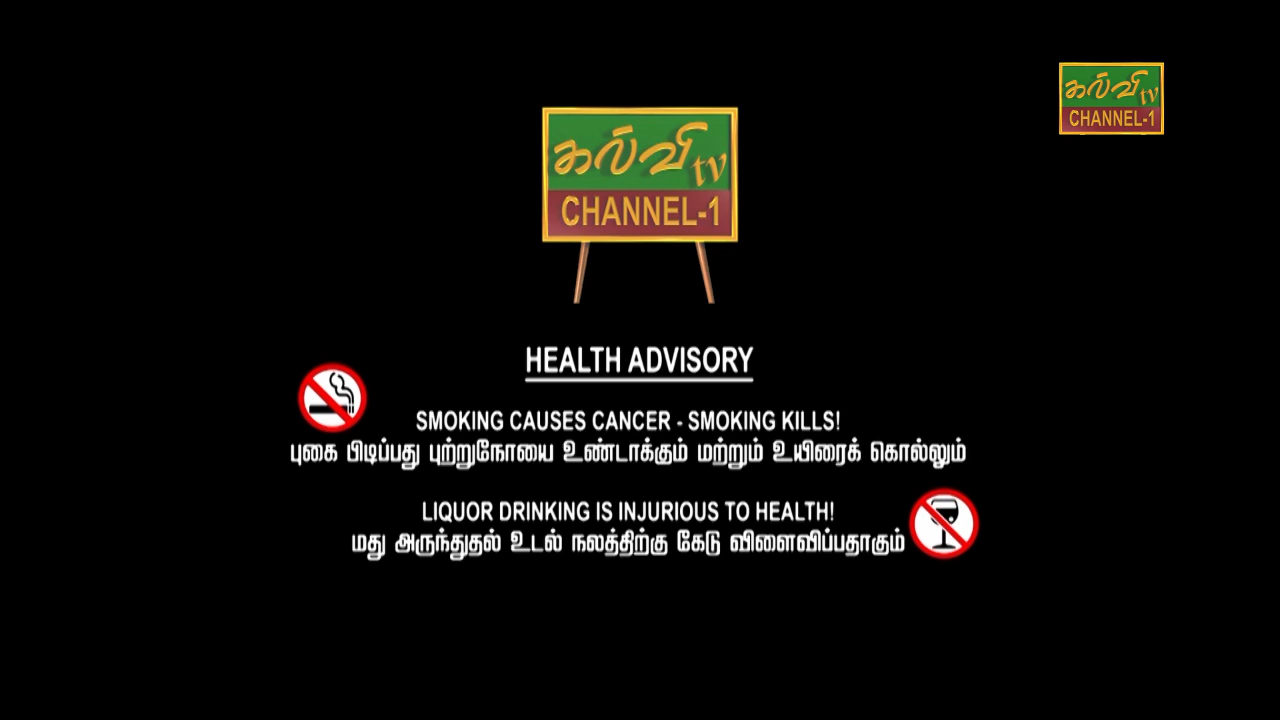 கல்வி tv
CHANNEL-1
கல்வி tv
CHANNEL-1
HEALTH ADVISORY
SMOKING CAUSES CANCER - SMOKING KILLS!
புகை பிடிப்பது புற்றுநோயை உண்டாக்கும் மற்றும் உயிரைக் கொல்லும்
LIQUOR DRINKING IS INJURIOUS TO HEALTH!
மது அருந்துதல் உடல் நலத்திற்கு கேடு விளைவிப்பதாகும்